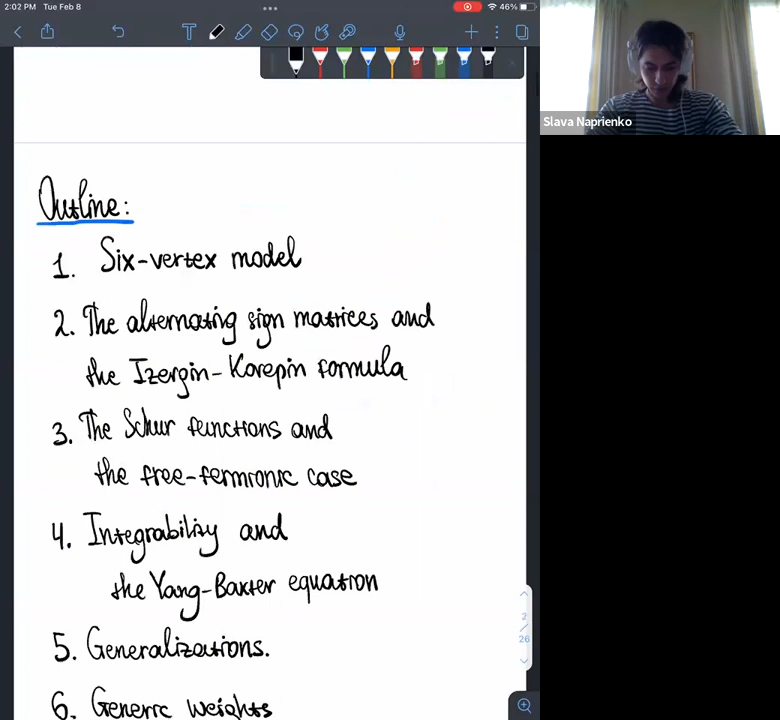 2:02 PM Tue Feb 8
46%
Slava Naprienko
Outline:
1. Six-vertex model
2. The alternating sign matrices and
the Izergin-Korepin formula
3. The Schur functions and
the free-fermionic case
4. Integrability and
the Yang-Baxter equation
5. Generalizations.
6. Generic weights
2
/
26